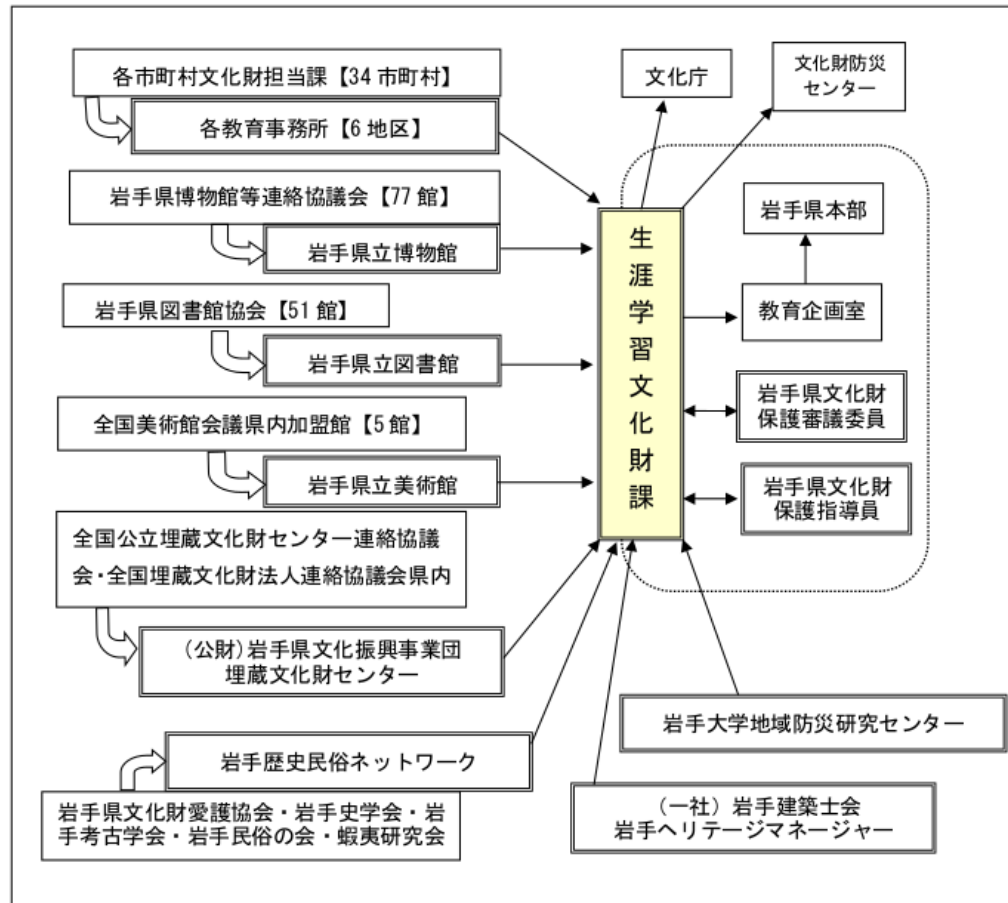 各市町村文化財担当課【34市町村】
各教育事務所【6地区】
岩手県博物館等連絡協議会【77館】
岩手県立博物館
岩手県図書館協会【51館】
岩手県立図書館
全国美術館会議県内加盟館【5館】
岩手県立美術館
全国公立埋蔵文化財センター連絡協議
会・全国埋蔵文化財法人連絡協議会県内
（公財）岩手県文化振興事業団
埋蔵文化財センター
岩手歴史民俗ネットワーク
岩手県文化財愛護協会・岩手史学会・岩
手考古学会・岩手民俗の会・蝦夷研究会
生涯学習文化財課
文化庁
文化財防災
センター
岩手県本部
教育企画室
岩手県文化財
保護審議委員
岩手県文化財
保護指導員
岩手大学地域防災研究センター
（一社）岩手建築士会
岩手ヘリテージマネージャー